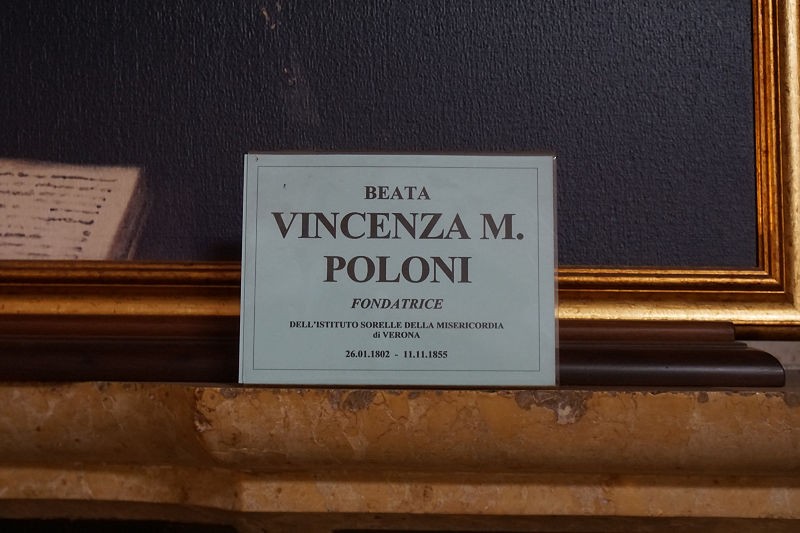 BEATA
VINCENZA M.
POLONI
FONDATRICE
DELL'ISTITUTO SORELLE DELLA MISERICORDIA
di VERONA
26.01.1802 - 11.11.1855